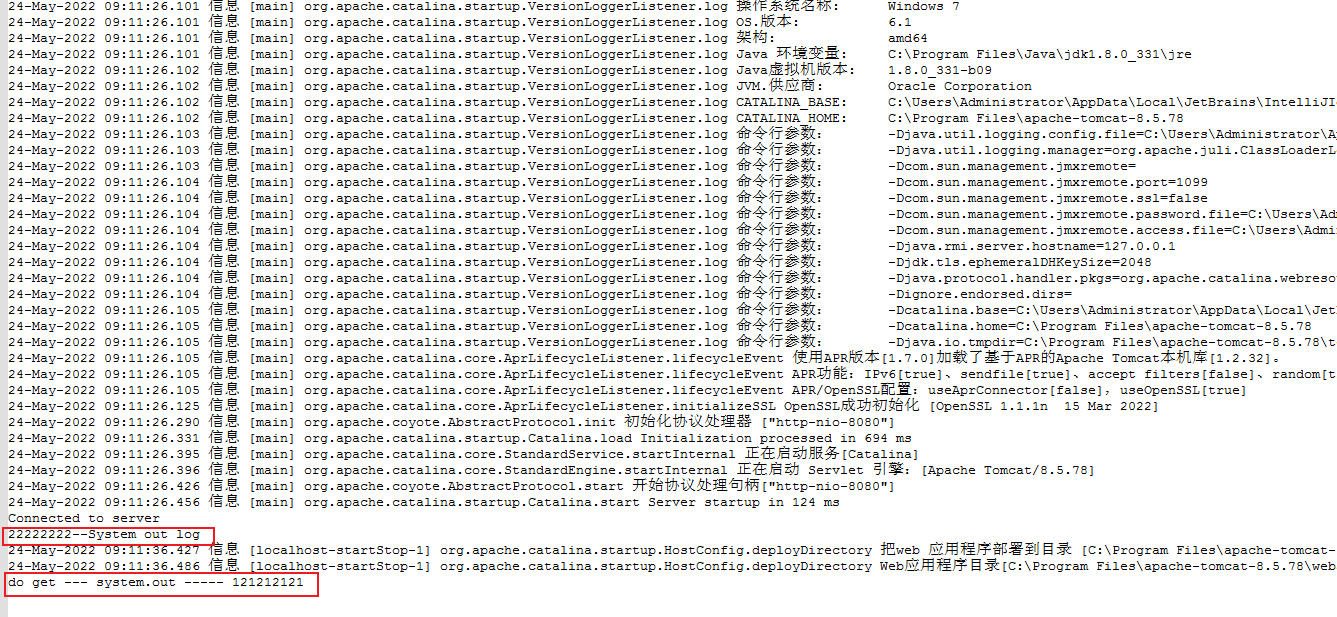 24-May-2022 09:11:26.101 信息 [main] org.apache.catalina.startup.VersionLoggerListener.log 操作系统名称： Windows 7
24-May-2022 09:11:26.101 信息 [main] org.apache.catalina.startup.VersionLoggerListener.log OS.版本： 6.1
24-May-2022 09:11:26.101 信息 [main] org.apache.catalina.startup.VersionLoggerListener.log 架构： amd64
24-May-2022 09:11:26.101 信息 [main] org.apache.catalina.startup.VersionLoggerListener.log Java 环境变量： C:\Program Files\Java\jdk1.8.0_331\jre
24-May-2022 09:11:26.102 信息 [main] org.apache.catalina.startup.VersionLoggerListener.log Java虚拟机版本： 1.8.0_331-b09
24-May-2022 09:11:26.102 信息 [main] org.apache.catalina.startup.VersionLoggerListener.log JVM.供应商： Oracle Corporation
24-May-2022 09:11:26.102 信息 [main] org.apache.catalina.startup.VersionLoggerListener.log CATALINA_BASE: C:\Users\Administrator\AppData\Local\JetBrains\IntelliJI
24-May-2022 09:11:26.102 信息 [main] org.apache.catalina.startup.VersionLoggerListener.log CATALINA_HOME: C:\Program Files\apache-tomcat-8.5.78
24-May-2022 09:11:26.103 信息 [main] org.apache.catalina.startup.VersionLoggerListener.log 命令行参数： -Djava.util.logging.config.file=C:\Users\Administrator\A
24-May-2022 09:11:26.103 信息 [main] org.apache.catalina.startup.VersionLoggerListener.log 命令行参数： -Djava.util.logging.manager=org.apache.juli.ClassLoaderL
24-May-2022 09:11:26.103 信息 [main] org.apache.catalina.startup.VersionLoggerListener.log 命令行参数： -Dcom.sun.management.jmxremote=
24-May-2022 09:11:26.104 信息 [main] org.apache.catalina.startup.VersionLoggerListener.log 命令行参数： -Dcom.sun.management.jmxremote.port=1099
24-May-2022 09:11:26.104 信息 [main] org.apache.catalina.startup.VersionLoggerListener.log 命令行参数： -Dcom.sun.management.jmxremote.ssl=false
24-May-2022 09:11:26.104 信息 [main] org.apache.catalina.startup.VersionLoggerListener.log 命令行参数： -Dcom.sun.management.jmxremote.password.file=C:\Users\Ad
24-May-2022 09:11:26.104 信息 [main] org.apache.catalina.startup.VersionLoggerListener.log 命令行参数： -Dcom.sun.management.jmxremote.access.file=C:\Users\Admi
24-May-2022 09:11:26.104 信息 [main] org.apache.catalina.startup.VersionLoggerListener.log 命令行参数： -Djava.rmi.server.hostname=127.0.0.1
24-May-2022 09:11:26.104 信息 [main] org.apache.catalina.startup.VersionLoggerListener.log 命令行参数： -Djdk.tls.ephemeralDHKeySize=2048
24-May-2022 09:11:26.104 信息 [main] org.apache.catalina.startup.VersionLoggerListener.log 命令行参数： -Djava.protocol.handler.pkgs=org.apache.catalina.webreso
24-May-2022 09:11:26.104 信息 [main] org.apache.catalina.startup.VersionLoggerListener.log 命令行参数： -Dignore.endorsed.dirs=
24-May-2022 09:11:26.105 信息 [main] org.apache.catalina.startup.VersionLoggerListener.log 命令行参数： -Dcatalina.base=C:\Users\Administrator\AppData\Local\Jet
24-May-2022 09:11:26.105 信息 [main] org.apache.catalina.startup.VersionLoggerListener.log 命令行参数： -Dcatalina.home=C:\Program Files\apache-tomcat-8.5.78
24-May-2022 09:11:26.105 信息 [main] org.apache.catalina.startup.VersionLoggerListener.log 命令行参数： -Djava.io.tmpdir=C:\Program Files\apache-tomcat-8.5.78\t
24-May-2022 09:11:26.105 信息 [main] org.apache.catalina.core.AprLifecycleListener.lifecycleEvent 使用APR版本[1.7.0]加载了基于APR的Apache Tomcat本机库[1.2.32]。
24-May-2022 09:11:26.105 信息 [main] org.apache.catalina.core.AprLifecycleListener.lifecycleEvent APR功能：IPv6[true]、sendfile[true]、accept filters[false]、random[t
24-May-2022 09:11:26.105 信息 [main] org.apache.catalina.core.AprLifecycleListener.lifecycleEvent APR/OpenSSL配置：useAprConnector[false]，useOpenSSL[true]
24-May-2022 09:11:26.125 信息 [main] org.apache.catalina.core.AprLifecycleListener.initializeSSL OpenSSL成功初始化 [OpenSSL 1.1.1n  15 Mar 2022]
24-May-2022 09:11:26.290 信息 [main] org.apache.coyote.AbstractProtocol.init 初始化协议处理器 ["http-nio-8080"]
24-May-2022 09:11:26.331 信息 [main] org.apache.catalina.startup.Catalina.load Initialization processed in 694 ms
24-May-2022 09:11:26.395 信息 [main] org.apache.catalina.core.StandardService.startInternal 正在启动服务[Catalina]
24-May-2022 09:11:26.396 信息 [main] org.apache.catalina.core.StandardEngine.startInternal 正在启动 Servlet 引擎：[Apache Tomcat/8.5.78]
24-May-2022 09:11:26.426 信息 [main] org.apache.coyote.AbstractProtocol.start 开始协议处理句柄["http-nio-8080"]
24-May-2022 09:11:26.456 信息 [main] org.apache.catalina.startup.Catalina.start Server startup in 124 ms
Connected to server
22222222--System out log
24-May-2022 09:11:36.427 信息 [localhost-startStop-1] org.apache.catalina.startup.HostConfig.deployDirectory 把web 应用程序部署到目录 [C:\Program Files\apache-tomcat-
24-May-2022 09:11:36.486 信息 [localhost-startStop-1] org.apache.catalina.startup.HostConfig.deployDirectory Web应用程序目录[C:\Program Files\apache-tomcat-8.5.78\web
do get --- system.out ----- 121212121